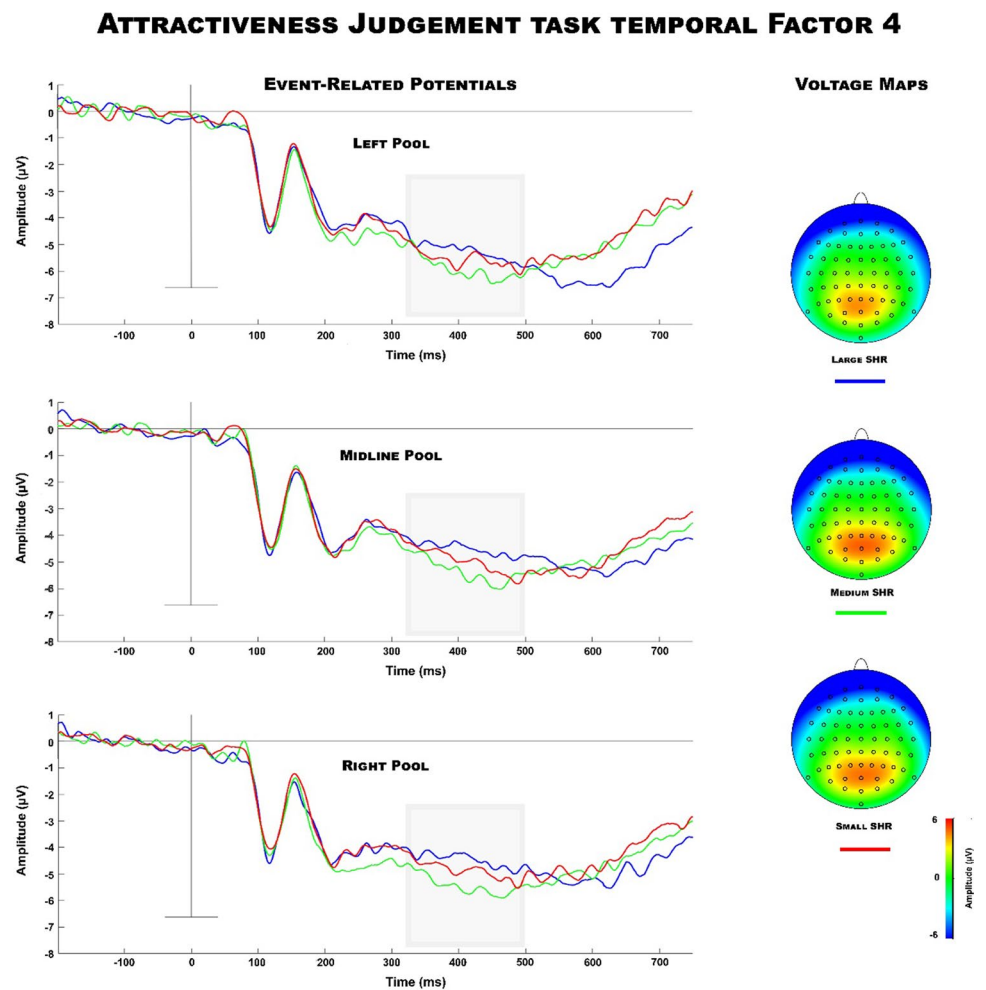 Attractiveness Judgement task temporal Factor 4
Event-Related Potentials
Voltage Maps
Left Pool
Amplitude (µV)
1
0
-1
-2
-3
-4
-5
-6
-7
-8
-100 0 100 200 300 400 500 600 700
Time (ms)
Large SHR
Midline Pool
Amplitude (µV)
1
0
-1
-2
-3
-4
-5
-6
-7
-8
-100 0 100 200 300 400 500 600 700
Time (ms)
Medium SHR
Right Pool
Amplitude (µV)
1
0
-1
-2
-3
-4
-5
-6
-7
-8
-100 0 100 200 300 400 500 600 700
Time (ms)
Small SHR
6
0
-6
Amplitude (µV)